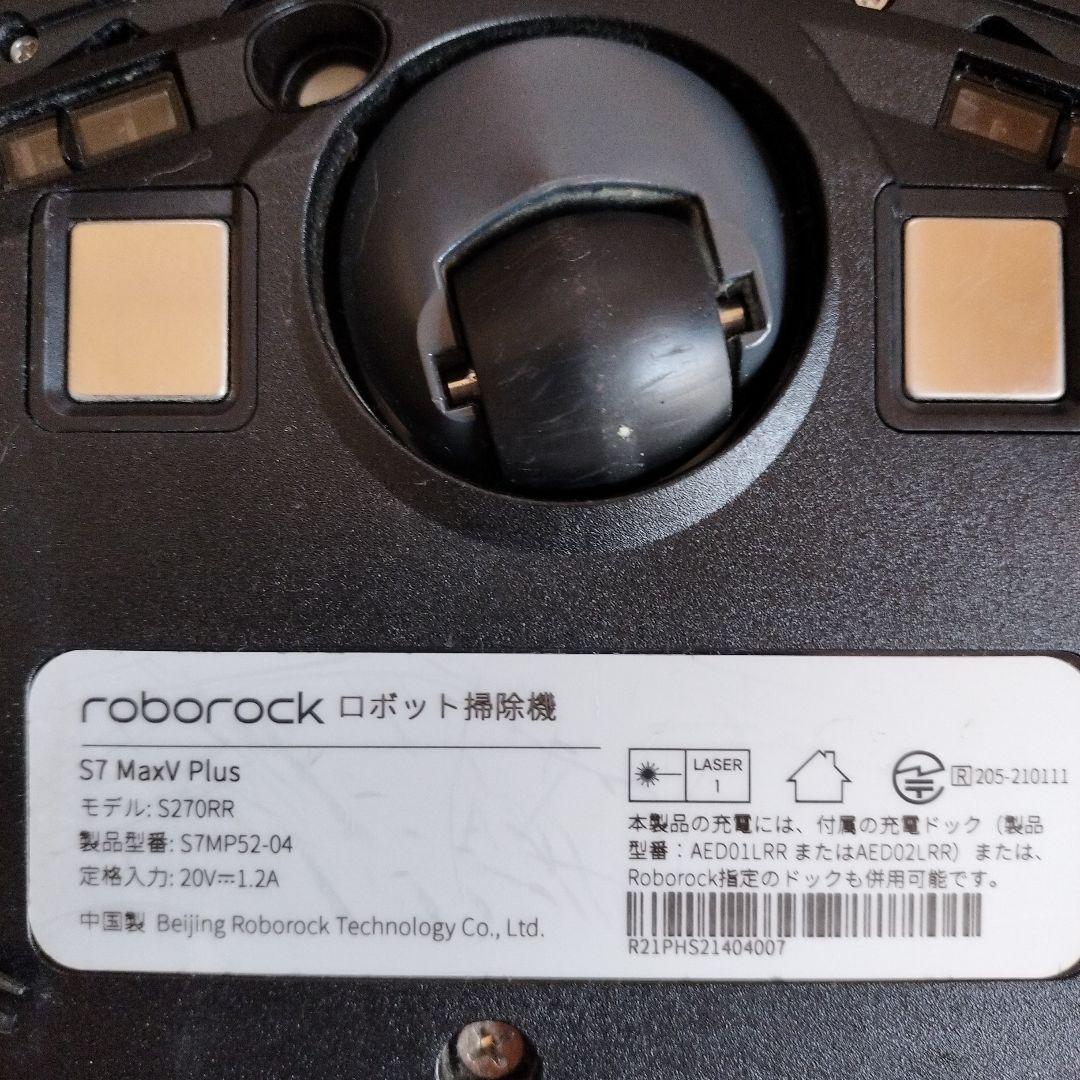 roborock ロボット掃除機
S7 MaxV Plus
モデル: S270RR
製品型番: S7MP52-04
定格入力: 20V⎓1.2A
中国製 Beijing Roborock Technology Co., Ltd.
LASER
1
R 205-210111
本製品の充電には、付属の充電ドック（製品
型番：AED01LRR またはAED02LRR）または、
Roborock指定のドックも併用可能です。
R21PHS21404007